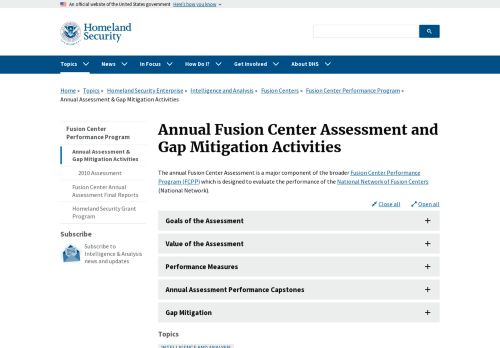 An official website of the United States government Here's how you know
Homeland
Security
Topics News In Focus How Do I? Get Involved About DHS
Home » Topics » Homeland Security Enterprise » Intelligence and Analysis » Fusion Centers » Fusion Center Performance Program »
Annual Assessment & Gap Mitigation Activities
Fusion Center
Performance Program
Annual Assessment &
Gap Mitigation Activities
2010 Assessment
Fusion Center Annual
Assessment Final Reports
Homeland Security Grant
Program
Subscribe
Subscribe to
Intelligence & Analysis
news and updates
Annual Fusion Center Assessment and
Gap Mitigation Activities
The annual Fusion Center Assessment is a major component of the broader Fusion Center Performance
Program (FCPP) which is designed to evaluate the performance of the National Network of Fusion Centers
(National Network).
Close all Open all
Goals of the Assessment
Value of the Assessment
Performance Measures
Annual Assessment Performance Capstones
Gap Mitigation
Topics
INTELLIGENCE AND ANALYSIS